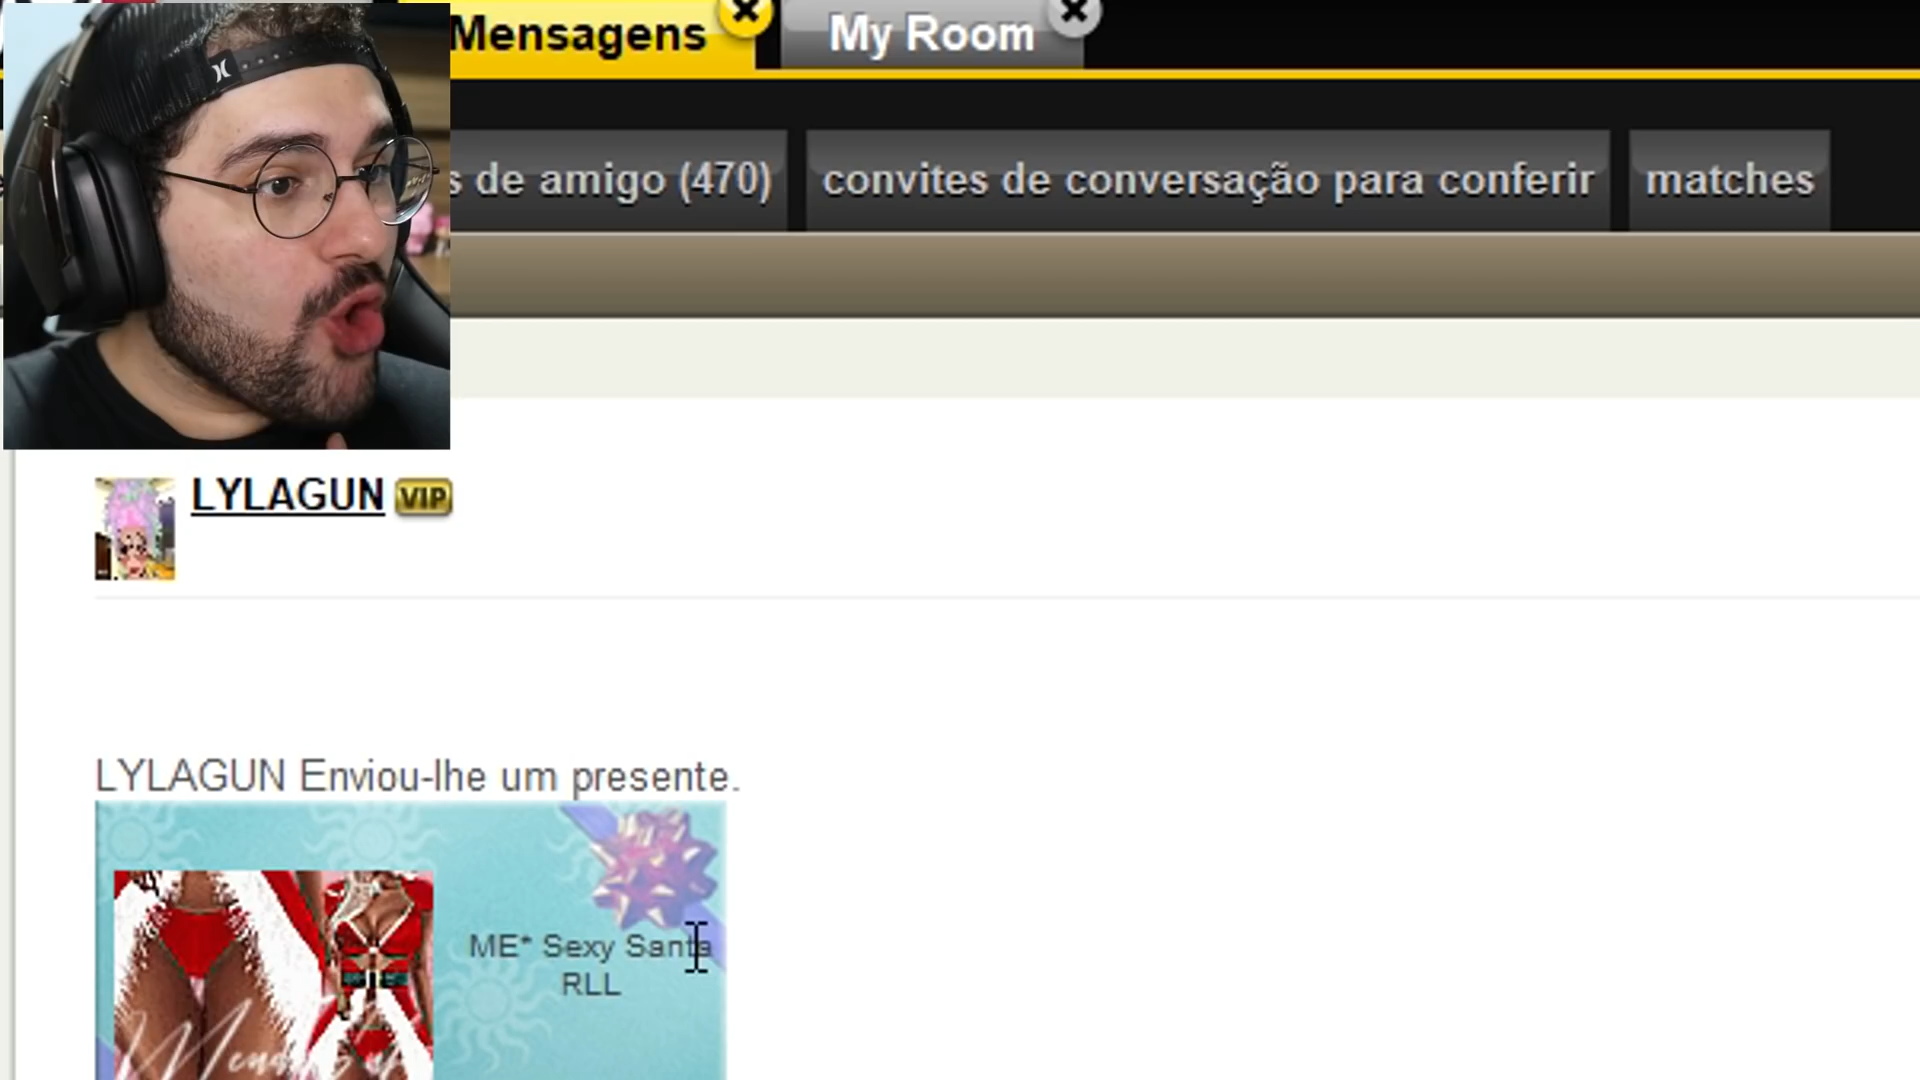 Mensagens
My Room
s de amigo (470)
convites de conversação para conferir
matches
LYLAGUN VIP
LYLAGUN Enviou-lhe um presente.
ME* Sexy Santa
RLL